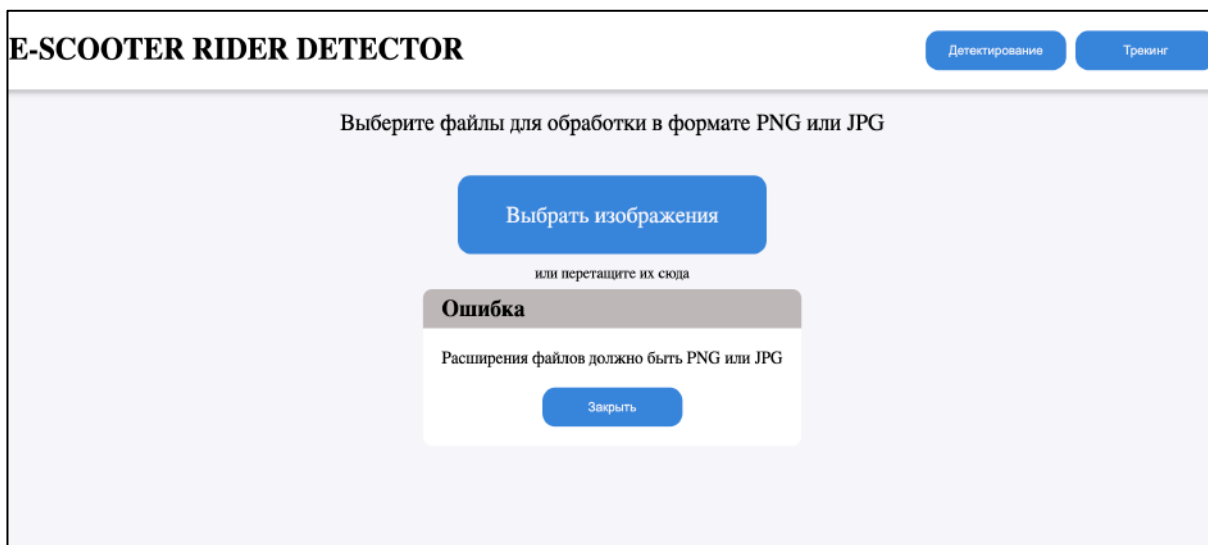 E-SCOOTER RIDER DETECTOR
Детектирование
Трекинг
Выберите файлы для обработки в формате PNG или JPG
Выбрать изображения
или перетащите их сюда
Ошибка
Расширения файлов должно быть PNG или JPG
Закрыть